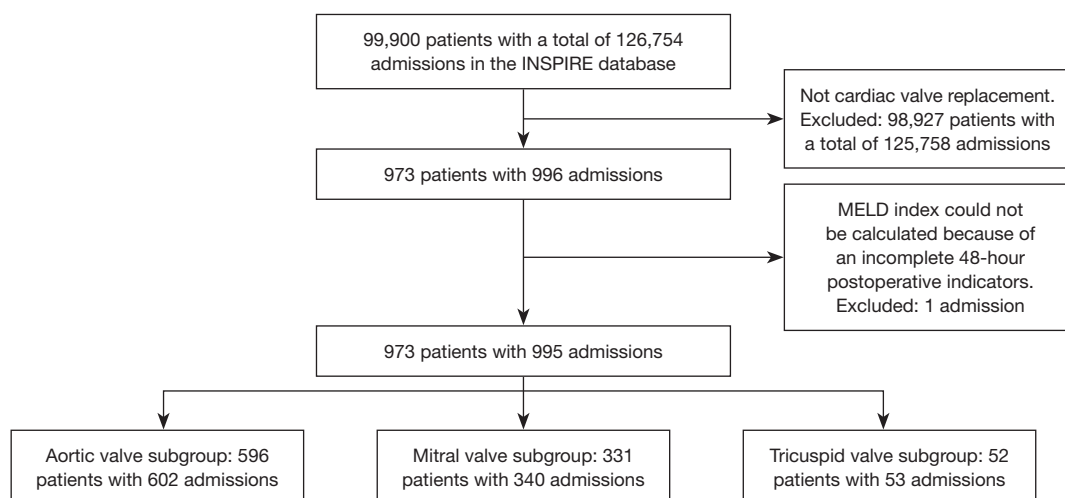 99,900 patients with a total of 126,754
admissions in the INSPIRE database
Not cardiac valve replacement.
Excluded: 98,927 patients with
a total of 125,758 admissions
973 patients with 996 admissions
MELD index could not
be calculated because of
an incomplete 48-hour
postoperative indicators.
Excluded: 1 admission
973 patients with 995 admissions
Aortic valve subgroup: 596
patients with 602 admissions
Mitral valve subgroup: 331
patients with 340 admissions
Tricuspid valve subgroup: 52
patients with 53 admissions